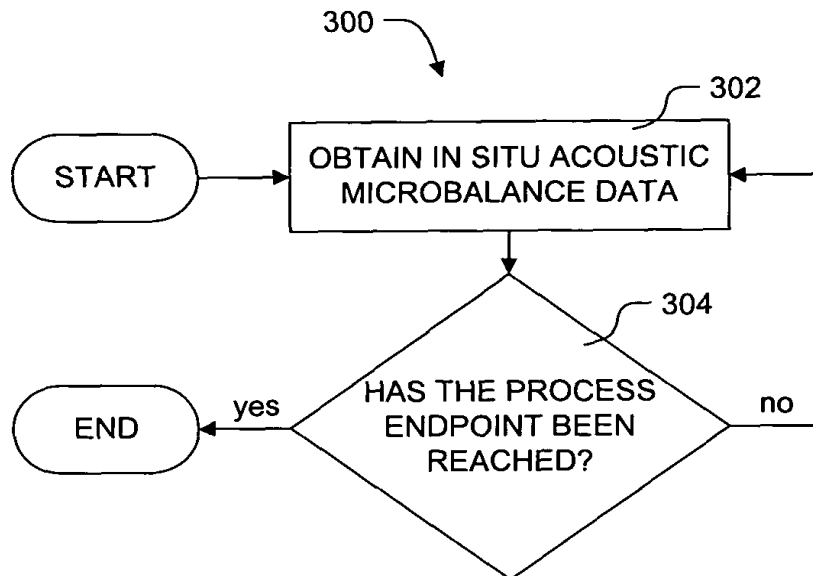 300
302
START
OBTAIN IN SITU ACOUSTIC
MICROBALANCE DATA
304
END
yes
HAS THE PROCESS
ENDPOINT BEEN
REACHED?
no